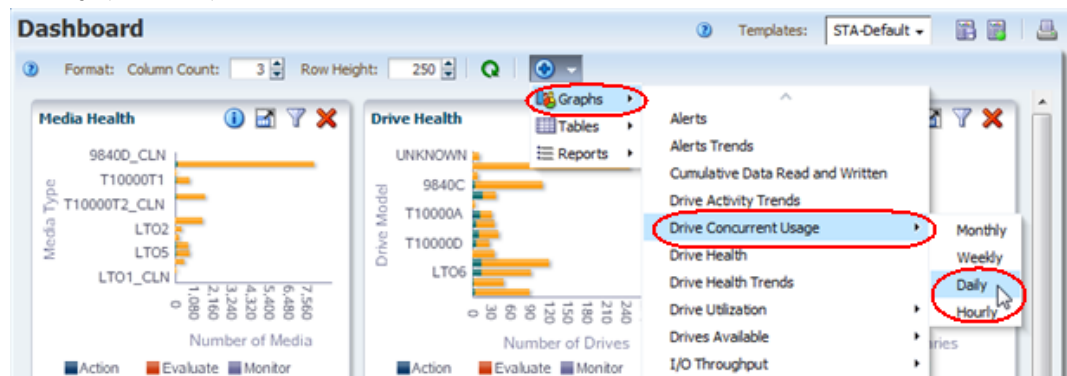 Dashboard
Templates: STA-Default
Format: Column Count: 3 Row Height: 250
Graphs
Tables
Reports
Alerts
Alerts Trends
Cumulative Data Read and Written
Drive Activity Trends
Drive Concurrent Usage
Drive Health
Drive Health Trends
Drive Utilization
Drives Available
I/O Throughput
Monthly
Weekly
Daily
Hourly
Media Health
Media Type
9840D_CLN
T10000T1
T10000T2_CLN
LTO2
LTO5
LTO1_CLN
0 1,080 2,160 3,240 4,320 5,400 6,480 7,560
Number of Media
Action Evaluate Monitor
Drive Health
Drive Model
UNKNOWN
9840C
T10000A
T10000D
LTO6
0 30 60 90 120 150 180 210 240
Number of Drives
Action Evaluate Monitor
ries